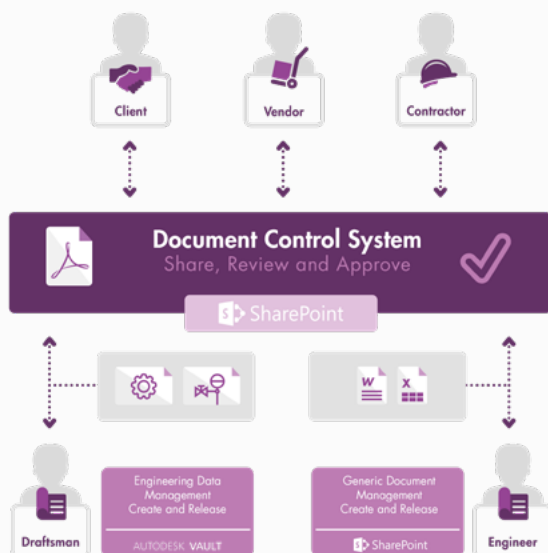 Client
Vendor
Contractor
Document Control System
Share, Review and Approve
S SharePoint
W
X
Engineering Data
Management
Create and Release
AUTODESK VAULT
Generic Document
Management
Create and Release
S SharePoint
Draftsman
Engineer